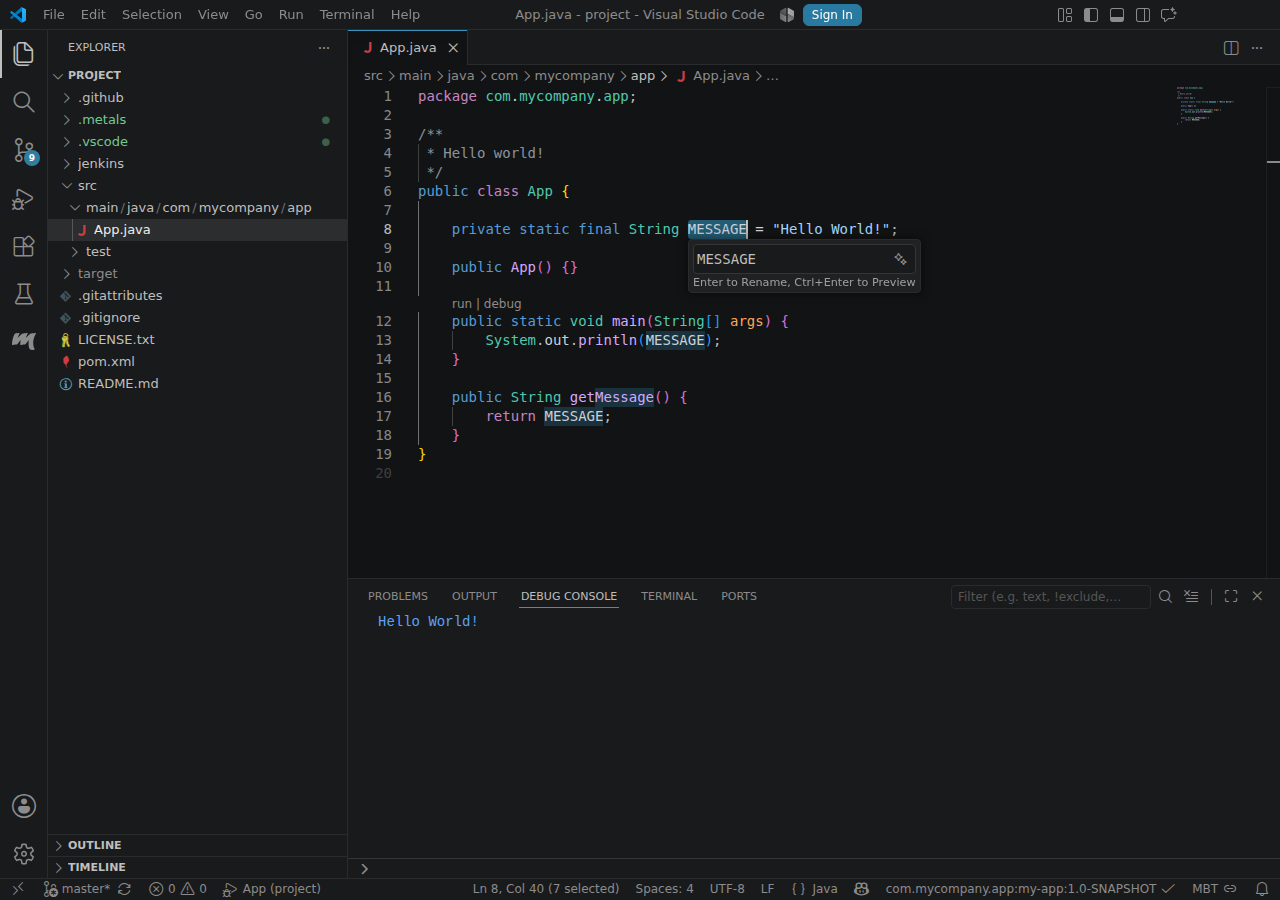 File Edit Selection View Go Run Terminal Help App.java - project - Visual Studio Code Sign In
EXPLORER
PROJECT
.github
.metals
.vscode
jenkins
src
main / java / com / mycompany / app
App.java
test
target
.gitattributes
.gitignore
LICENSE.txt
pom.xml
README.md
OUTLINE
TIMELINE
9
App.java
src > main > java > com > mycompany > app > App.java > ...
1 package com.mycompany.app;
2
3 /**
4 * Hello world!
5 */
6 public class App {
7
8 private static final String MESSAGE = "Hello World!";
MESSAGE
Enter to Rename, Ctrl+Enter to Preview
9
10 public App() {}
11
run | debug
12 public static void main(String[] args) {
13 System.out.println(MESSAGE);
14 }
15
16 public String getMessage() {
17 return MESSAGE;
18 }
19 }
20
PROBLEMS OUTPUT DEBUG CONSOLE TERMINAL PORTS Filter (e.g. text, !exclude,...
Hello World!
master* 0 0 App (project) Ln 8, Col 40 (7 selected) Spaces: 4 UTF-8 LF { } Java com.mycompany.app:my-app:1.0-SNAPSHOT MBT